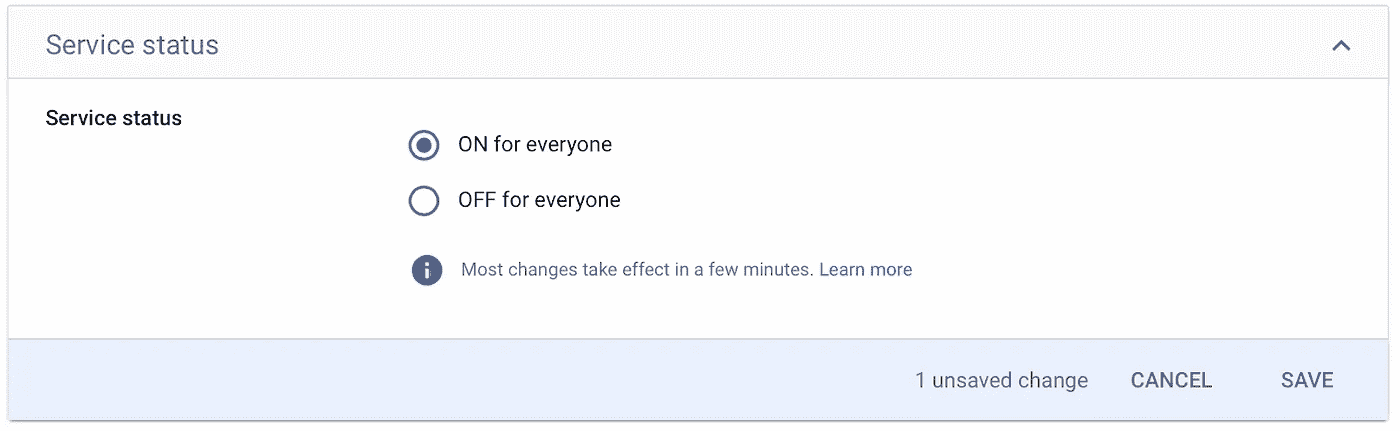 Service status
Service status
ON for everyone
OFF for everyone
Most changes take effect in a few minutes. Learn more
1 unsaved change CANCEL SAVE